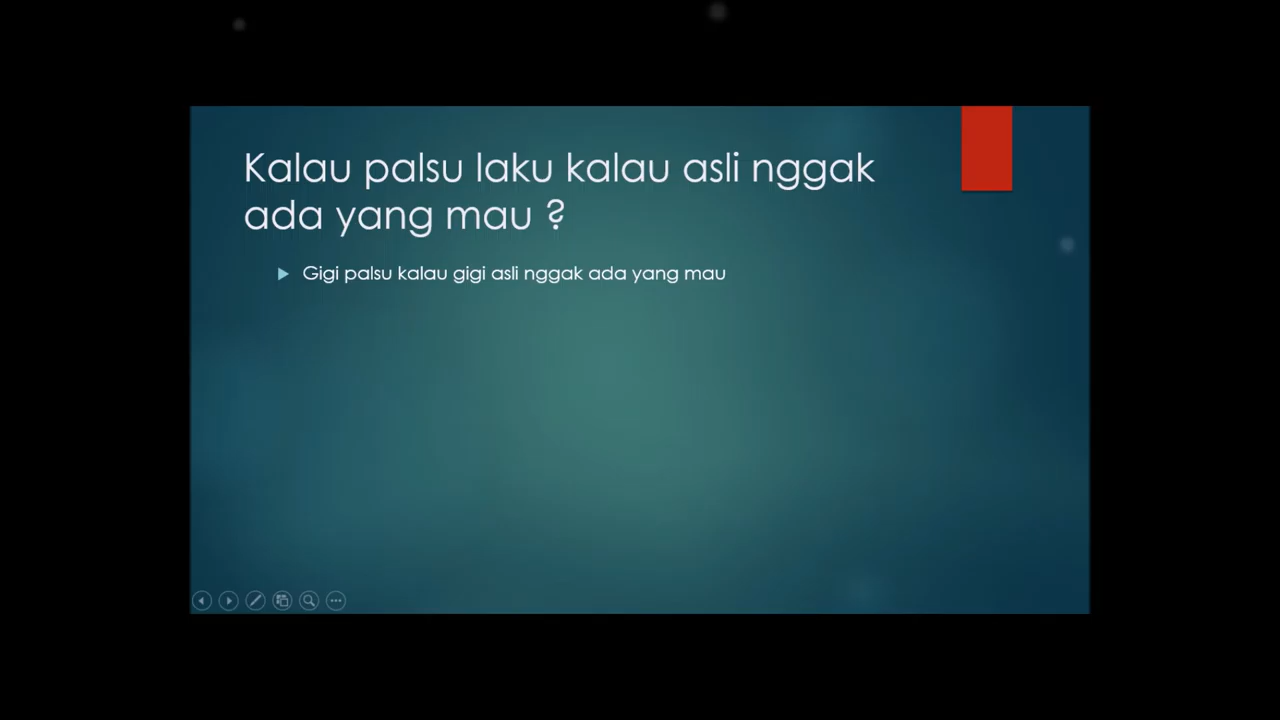 Kalau palsu laku kalau asli nggak
ada yang mau ?
Gigi palsu kalau gigi asli nggak ada yang mau